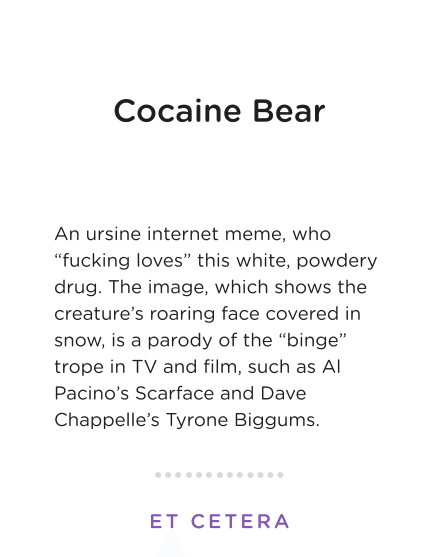 Cocaine Bear
An ursine internet meme, who
“fucking loves” this white, powdery
drug. The image, which shows the
creature’s roaring face covered in
snow, is a parody of the “binge”
trope in TV and film, such as Al
Pacino’s Scarface and Dave
Chappelle’s Tyrone Biggums.
ET CETERA